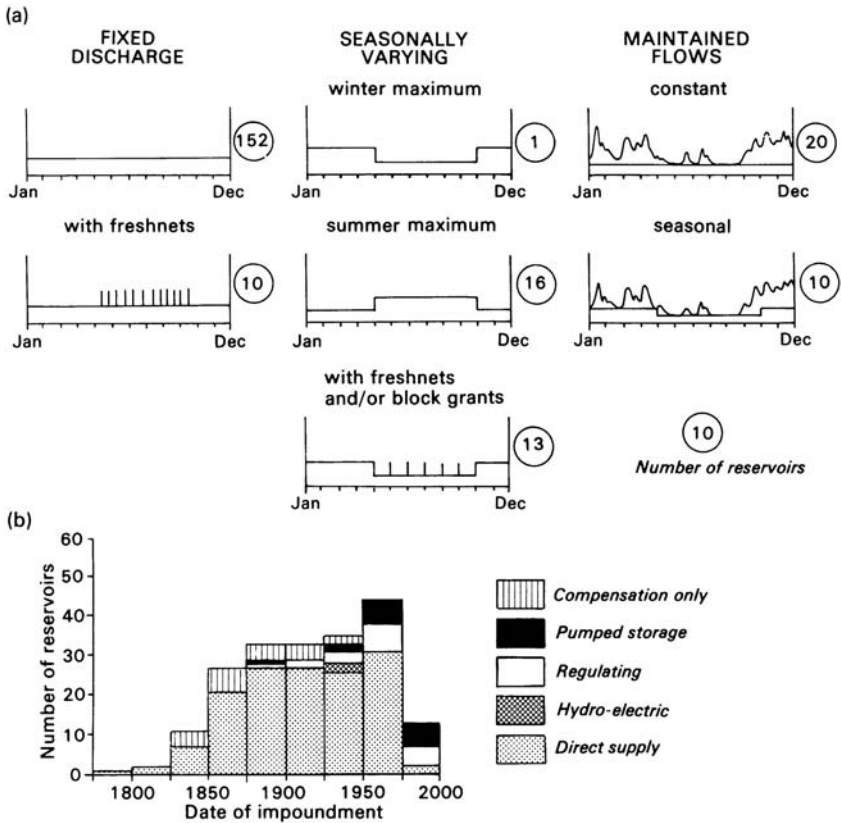 (a)
FIXED
DISCHARGE
SEASONALLY
VARYING
MAINTAINED
FLOWS
winter maximum
constant
152
1
20
Jan
Dec
Jan
Dec
Jan
Dec
with freshnets
summer maximum
seasonal
10
16
10
Jan
Dec
Jan
Dec
Jan
Dec
with freshnets
and/or block grants
13
10
Number of reservoirs
Jan
Dec
(b)
Number of reservoirs
60
50
40
30
20
10
0
1800
1850
1900
1950
2000
Date of impoundment
Compensation only
Pumped storage
Regulating
Hydro-electric
Direct supply